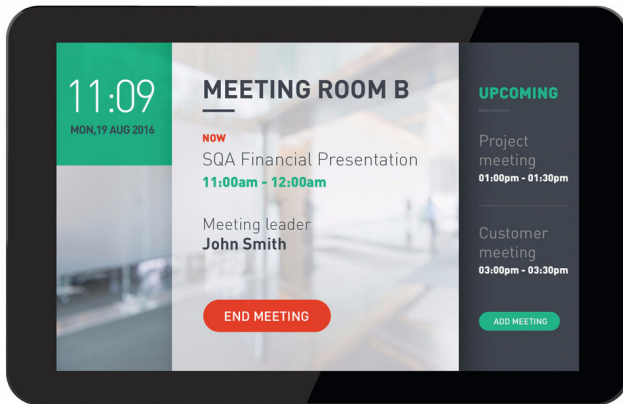 11:09
MON,19 AUG 2016
MEETING ROOM B
NOW
SQA Financial Presentation
11:00am - 12:00am
Meeting leader
John Smith
END MEETING
UPCOMING
Project
meeting
01:00pm - 01:30pm
Customer
meeting
03:00pm - 03:30pm
ADD MEETING